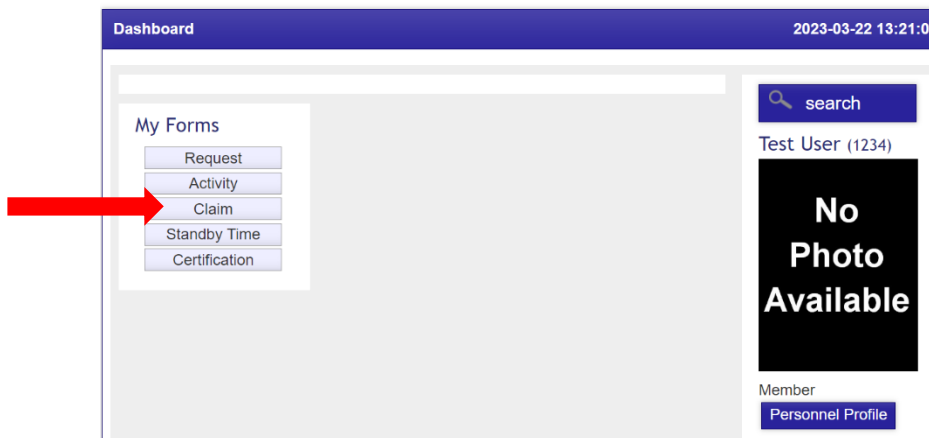 Dashboard
2023-03-22 13:21:0
My Forms
Request
Activity
Claim
Standby Time
Certification
search
Test User (1234)
No
Photo
Available
Member
Personnel Profile